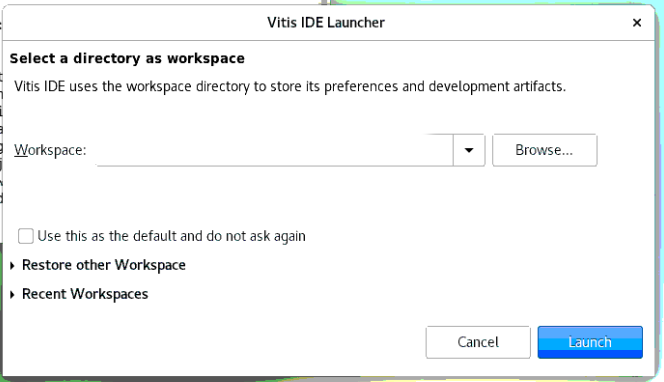 Vitis IDE Launcher
Select a directory as workspace
Vitis IDE uses the workspace directory to store its preferences and development artifacts.
Workspace:
Browse...
Use this as the default and do not ask again
Restore other Workspace
Recent Workspaces
Cancel
Launch